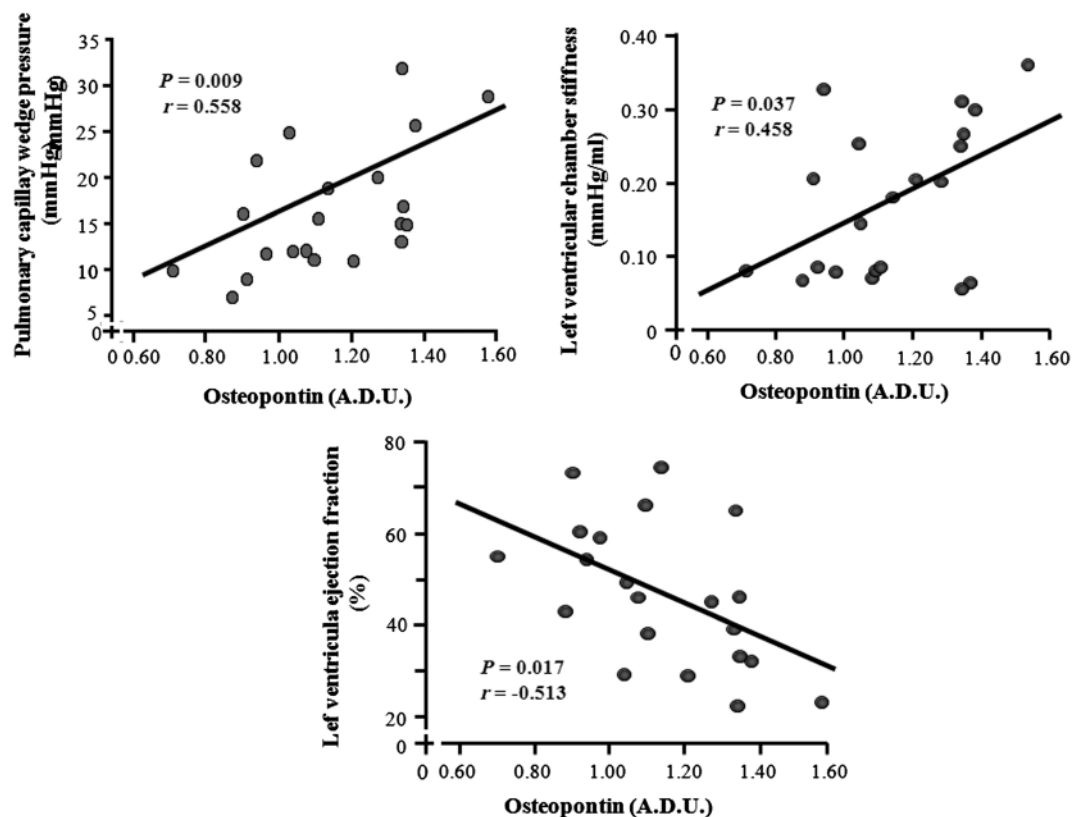 Pulmonary capillay wedge pressure
(mmHg)mmHg)
35
30
25
20
15
10
5
0
P = 0.009
r = 0.558
0.60 0.80 1.00 1.20 1.40 1.60
Osteopontin (A.D.U.)
Left ventricular chamber stiffness
(mmHg/ml)
0.40
0.30
0.20
0.10
0
P = 0.037
r = 0.458
0 0.60 0.80 1.00 1.20 1.40 1.60
Osteopontin (A.D.U.)
Lef ventricula ejection fraction
(%)
80
60
40
20
0
P = 0.017
r = -0.513
0 0.60 0.80 1.00 1.20 1.40 1.60
Osteopontin (A.D.U.)